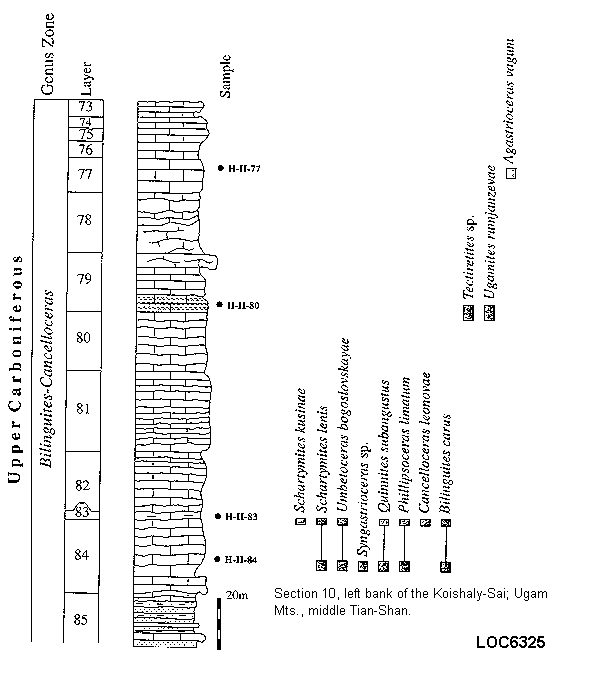 Genus Zone
Layer
Sample
Upper Carboniferous
Bilinguites-Cancelloceras
73
74
75
76
77
78
79
80
81
82
83
84
85
H-II-77
H-II-80
H-II-83
H-II-84
20m
Schartymites kusinae
Schartymites lenis
Umbetoceras bogoslovskayae
Syngastrioceras sp.
Quinnites subangustus
Phillipsoceras limatum
Cancelloceras leonovae
Bilinguites carus
Tectiretites sp.
Ugamites rumjanzevae
Agastrioceras vagum
Section 10, left bank of the Koishaly-Sai; Ugam
Mts., middle Tian-Shan.
LOC6325